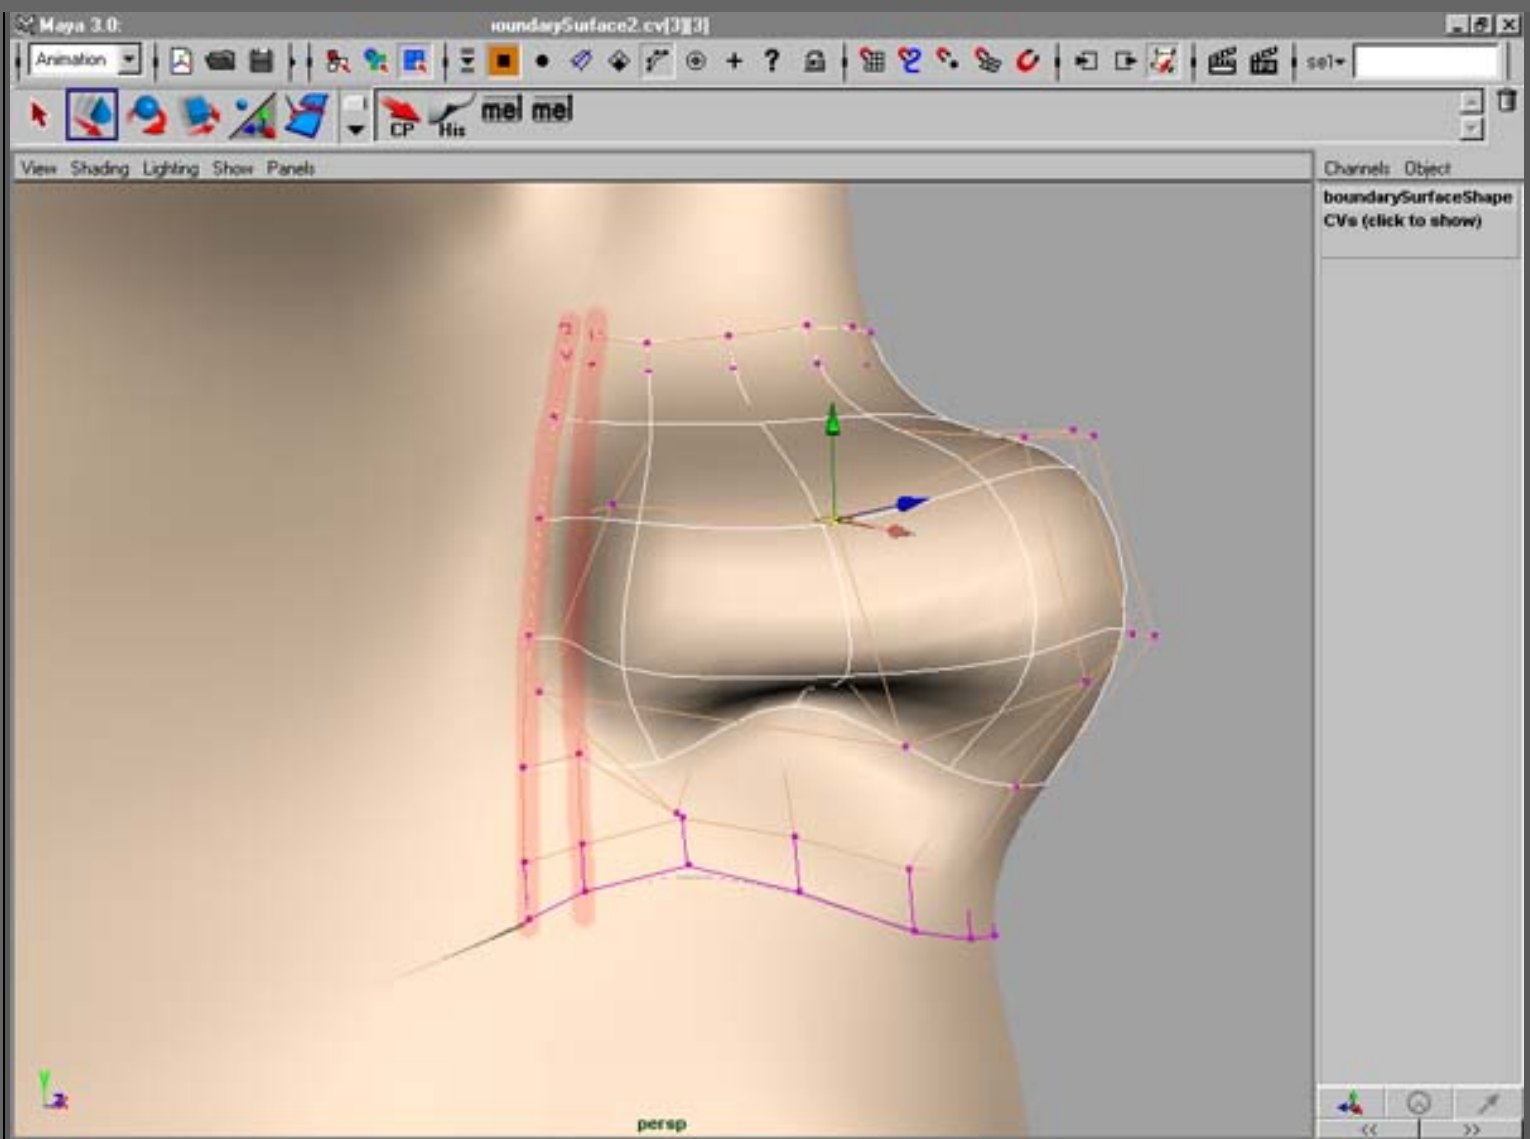 Maya 3.0: oundarySurface2.cv[3][3]
Animation
?
sel
CP His mel mel
View Shading Lighting Show Panels
Channels Object
boundarySurfaceShape
CVs (click to show)
y
persp
<< >>